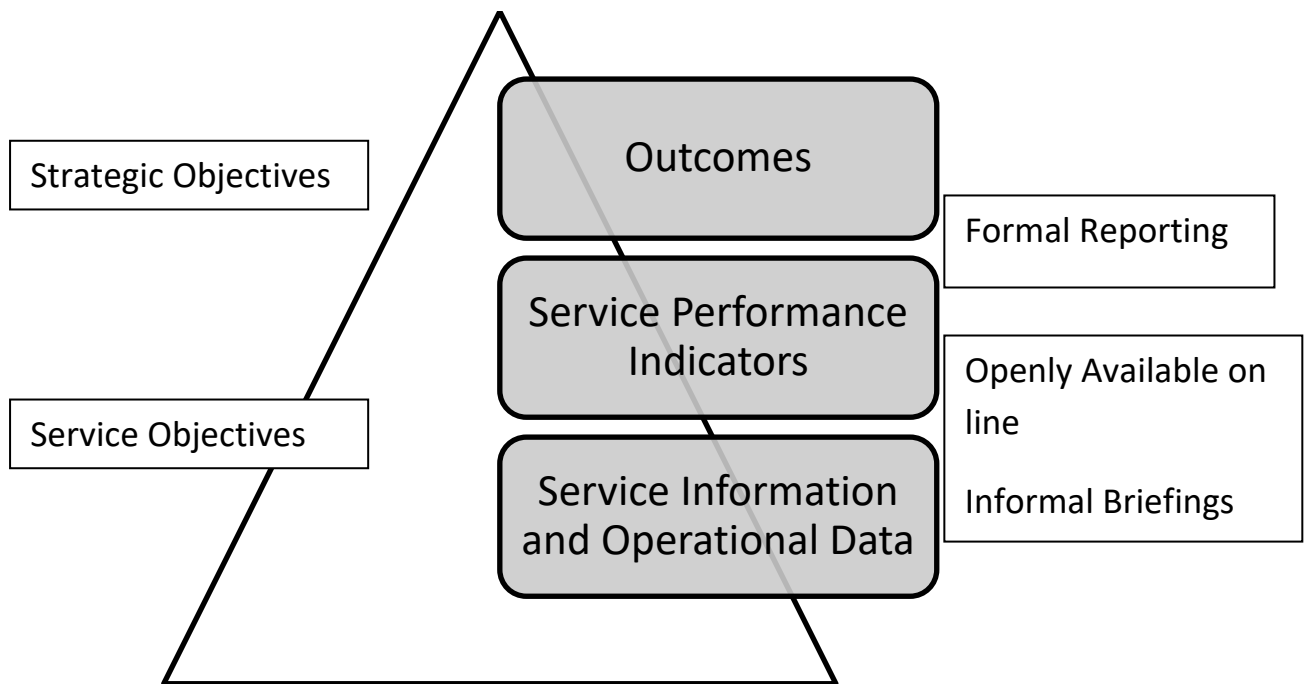 Outcomes
Strategic Objectives
Formal Reporting
Service Performance
Indicators
Openly Available on
line
Informal Briefings
Service Objectives
Service Information
and Operational Data